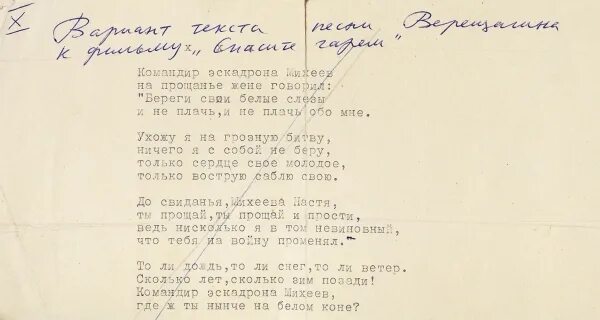 X Вариант текста песни Верещагина
к фильму „Спасите гарем"
Командир эскадрона Михеев
на прощанье жене говорил:
"Береги свои белые слезы
и не плачь,и не плачь обо мне.
Ухожу я на грозную битву,
ничего я с собой не беру,
только сердце свое молодое,
только вострую саблю свою.
До свиданья,Михеева Настя,
ты прощай,ты прощай и прости,
ведь нисколько я в том невиновный,
что тебя на войну променял."
То ли дождь,то ли снег,то ли ветер.
Сколько лет,сколько зим позади!
Командир эскадрона Михеев,
где ж ты нынче на белом коне?